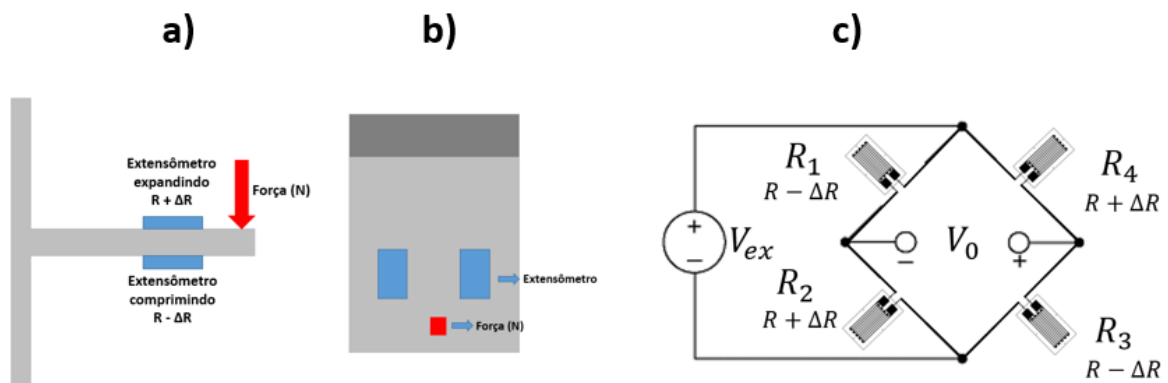 a)
b)
c)
Extensômetro
expandindo
R + ΔR
Força (N)
Extensômetro
comprimindo
R - ΔR
Extensômetro
Força (N)
R1
R − ΔR
R4
R + ΔR
+
−
Vex
−
V0
+
R2
R + ΔR
R3
R − ΔR